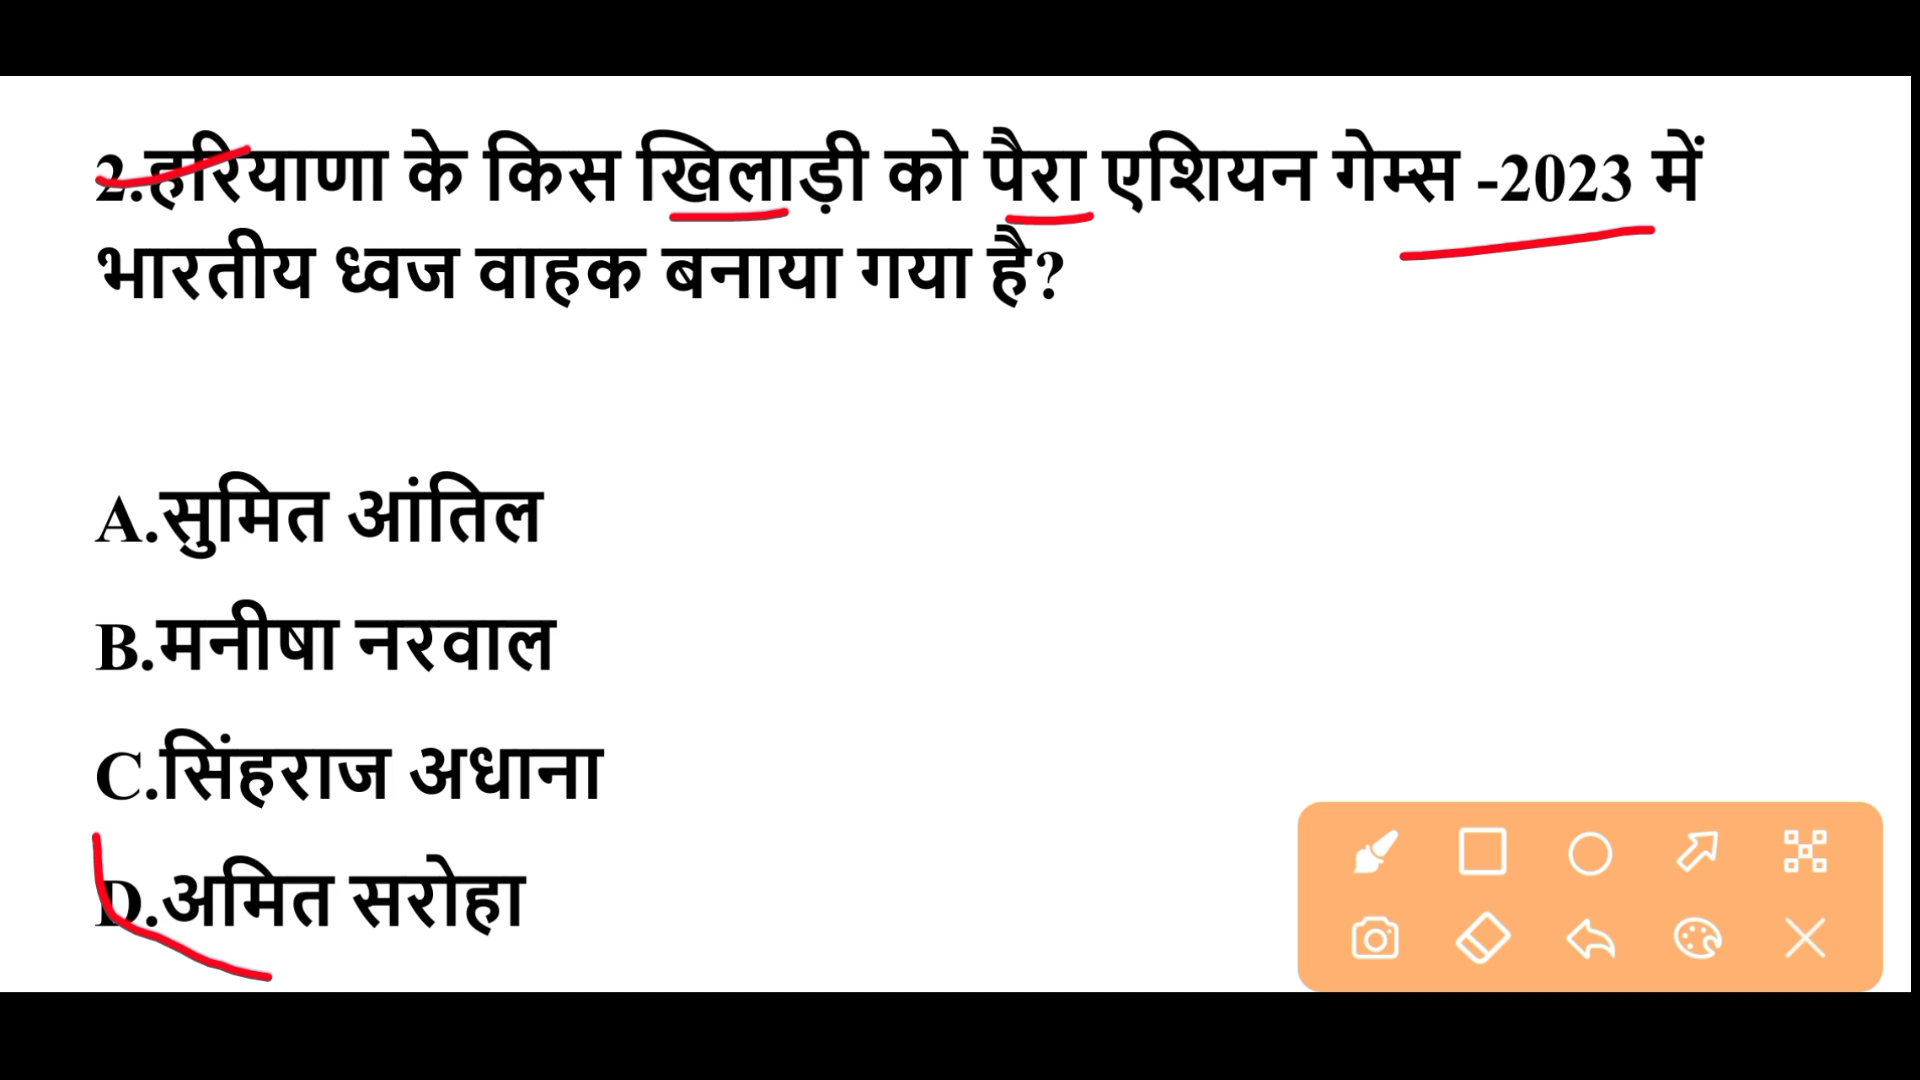 2.हरियाणा के किस खिलाड़ी को पैरा एशियन गेम्स -2023 में
भारतीय ध्वज वाहक बनाया गया है?
A.सुमित आंतिल
B.मनीषा नरवाल
C.सिंहराज अधाना
D.अमित सरोहा